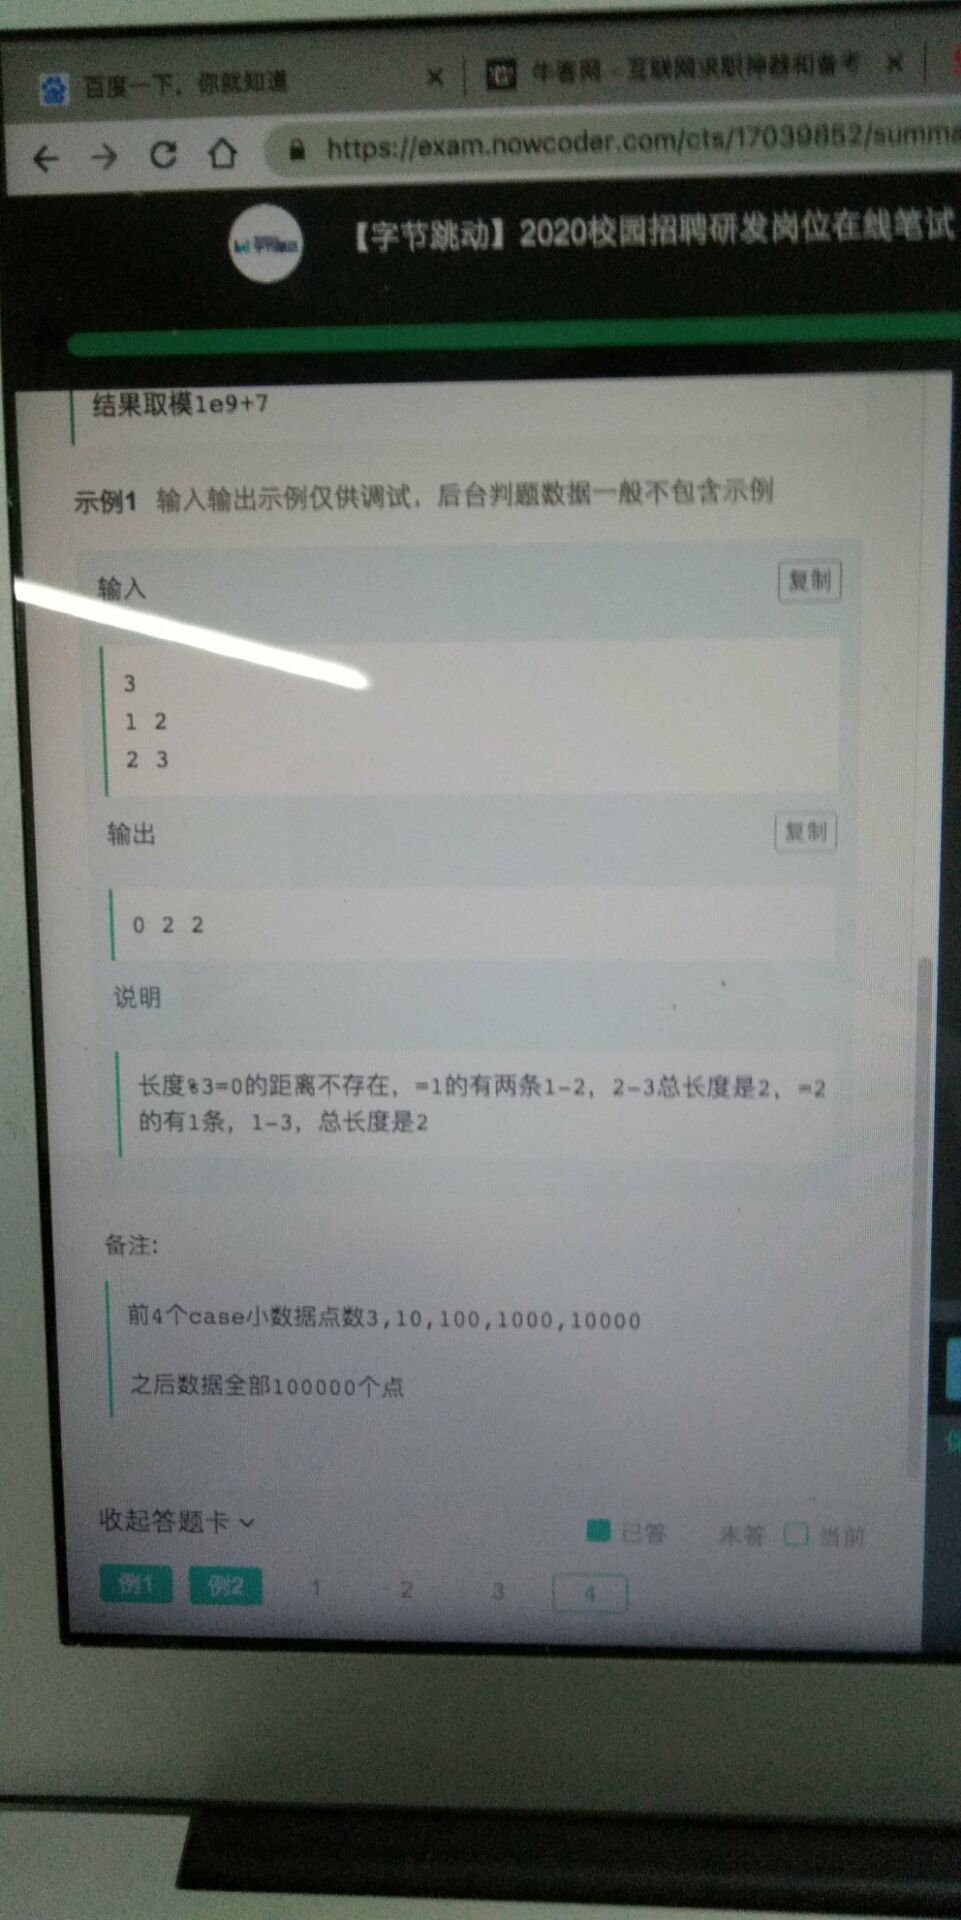 百度一下，你就知道
牛客网 - 互联网求职神器和备考
https://exam.nowcoder.com/cts/17039852/summa
【字节跳动】2020校园招聘研发岗位在线笔试
结果取模1e9+7
示例1 输入输出示例仅供调试，后台判题数据一般不包含示例
输入
复制
3
1 2
2 3
输出
复制
0 2 2
说明
长度%3=0的距离不存在，=1的有两条1-2，2-3总长度是2，=2
的有1条，1-3，总长度是2
备注:
前4个case小数据点数3,10,100,1000,10000
之后数据全部100000个点
收起答题卡
已答 未答 当前
例1 例2 1 2 3 4